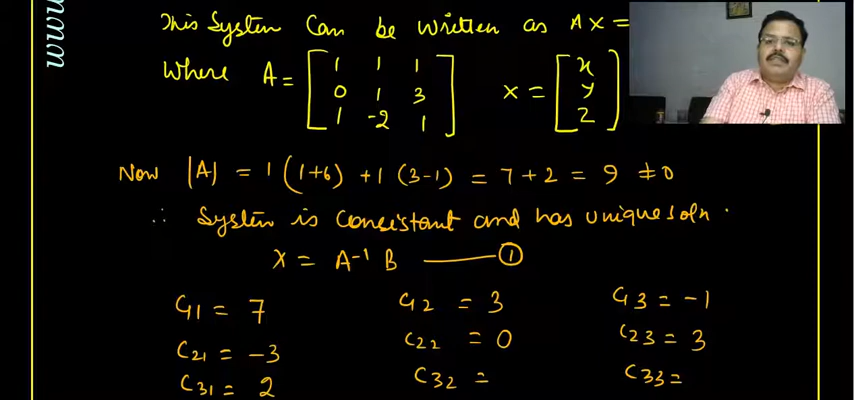 www
This System Can be Written as AX =
Where A = [ 1 1 1
0 1 3
1 -2 1 ] X = [ x
y
z ]
Now |A| = 1 (1+6) + 1 (3-1) = 7 + 2 = 9 ≠ 0
∴ System is Consistant and has unique soln.
X = A⁻¹ B ——— ①
C11 = 7 C12 = 3 C13 = -1
C21 = -3 C22 = 0 C23 = 3
C31 = 2 C32 = C33 =